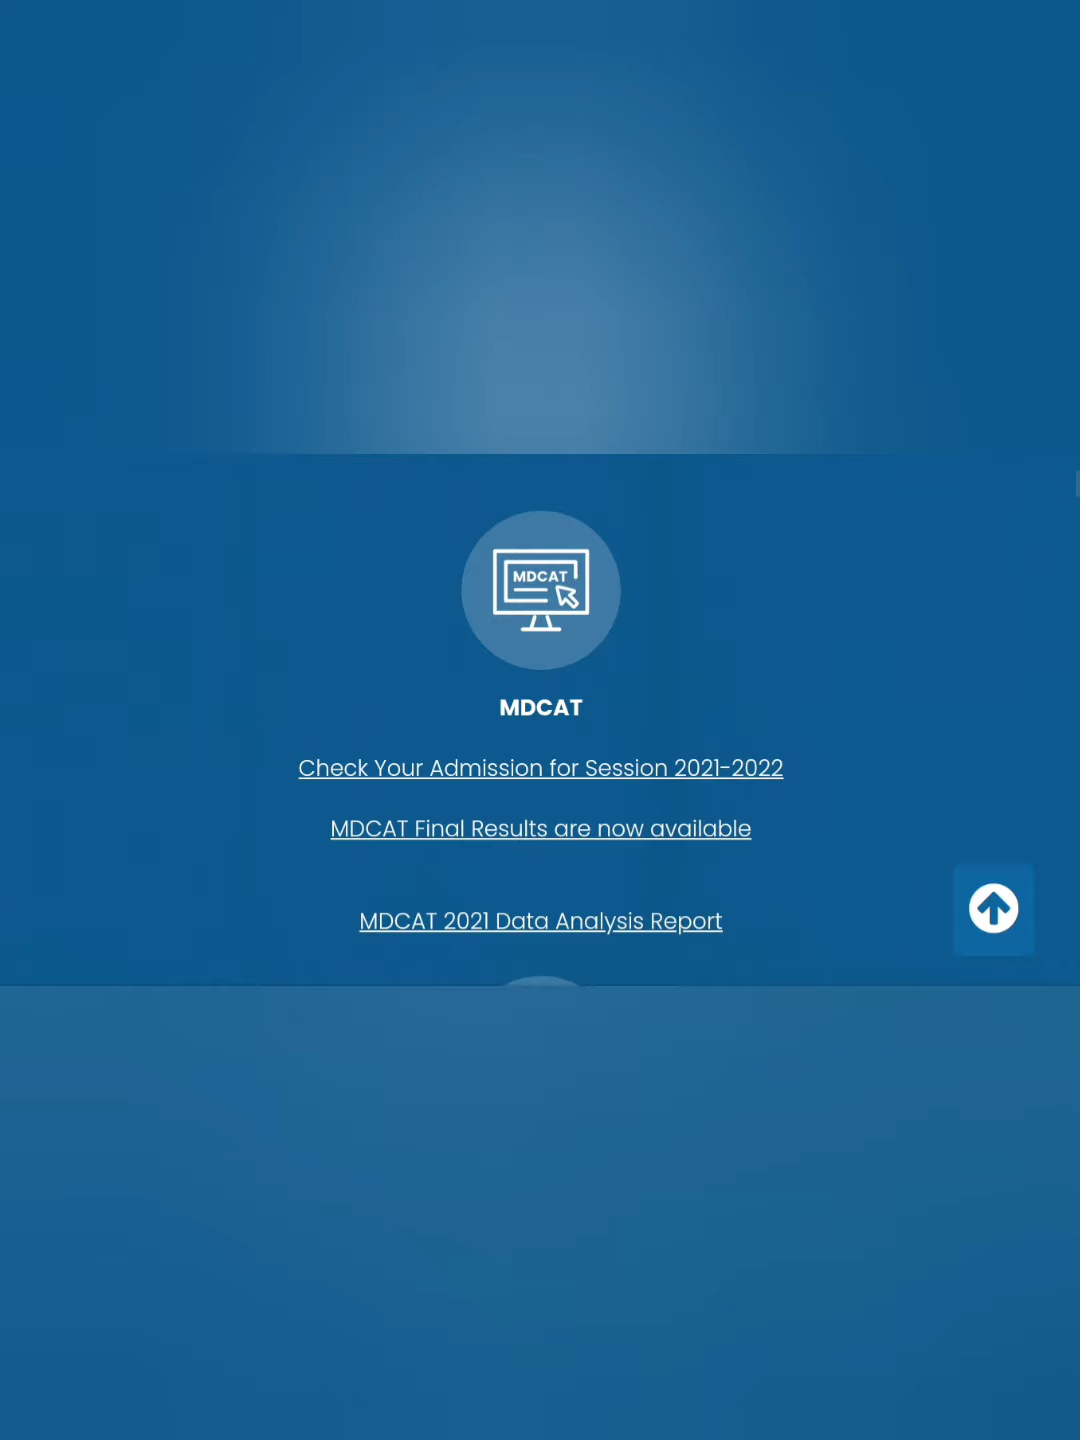 MDCAT
MDCAT
Check Your Admission for Session 2021-2022
MDCAT Final Results are now available
MDCAT 2021 Data Analysis Report